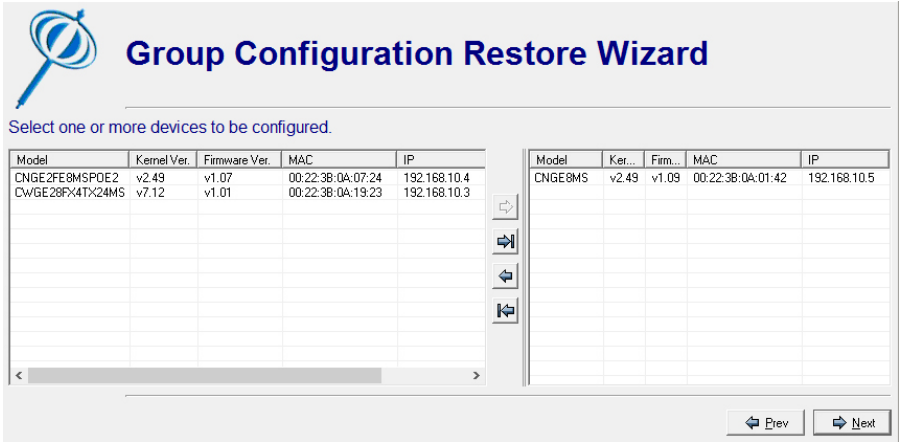 Group Configuration Restore Wizard
Select one or more devices to be configured.
Model Kernel Ver. Firmware Ver. MAC IP
CNGE2FE8MSPOE2 v2.49 v1.07 00:22:3B:0A:07:24 192.168.10.4
CWGE28FX4TX24MS v7.12 v1.01 00:22:3B:0A:19:23 192.168.10.3
Model Ker... Firm... MAC IP
CNGE8MS v2.49 v1.09 00:22:3B:0A:01:42 192.168.10.5
Prev Next